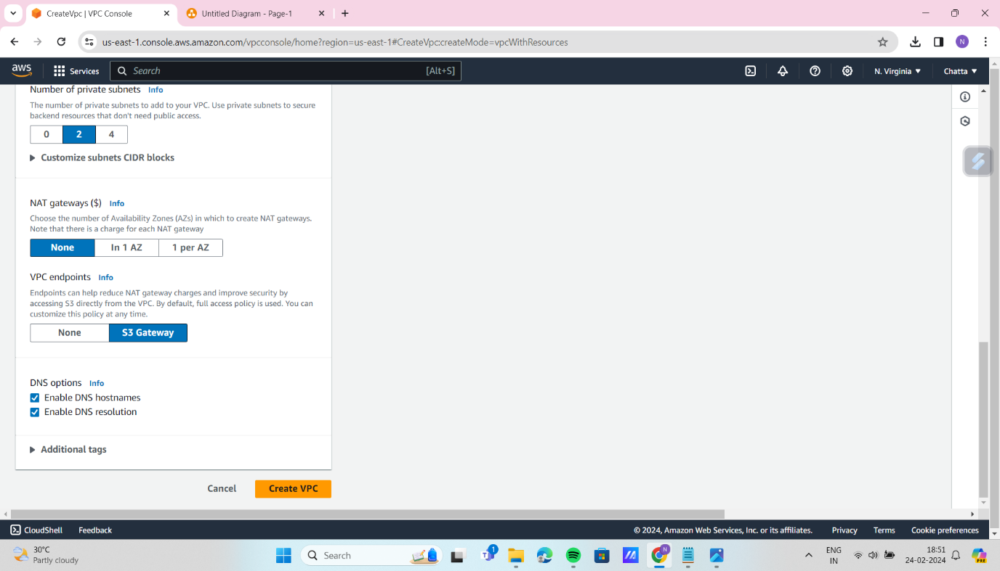 CreateVpc | VPC Console
Untitled Diagram - Page-1
us-east-1.console.aws.amazon.com/vpcconsole/home?region=us-east-1#CreateVpc:createMode=vpcWithResources
N
aws
Services
Search
[Alt+S]
N. Virginia
Chatta
Number of private subnets Info
The number of private subnets to add to your VPC. Use private subnets to secure
backend resources that don't need public access.
0 2 4
Customize subnets CIDR blocks
NAT gateways ($) Info
Choose the number of Availability Zones (AZs) in which to create NAT gateways.
Note that there is a charge for each NAT gateway
None In 1 AZ 1 per AZ
VPC endpoints Info
Endpoints can help reduce NAT gateway charges and improve security by
accessing S3 directly from the VPC. By default, full access policy is used. You can
customize this policy at any time.
None S3 Gateway
DNS options Info
Enable DNS hostnames
Enable DNS resolution
Additional tags
Cancel Create VPC
CloudShell Feedback © 2024, Amazon Web Services, Inc. or its affiliates. Privacy Terms Cookie preferences
30°C
Partly cloudy
Search
1
N
ENG
IN
18:51
24-02-2024
PRE